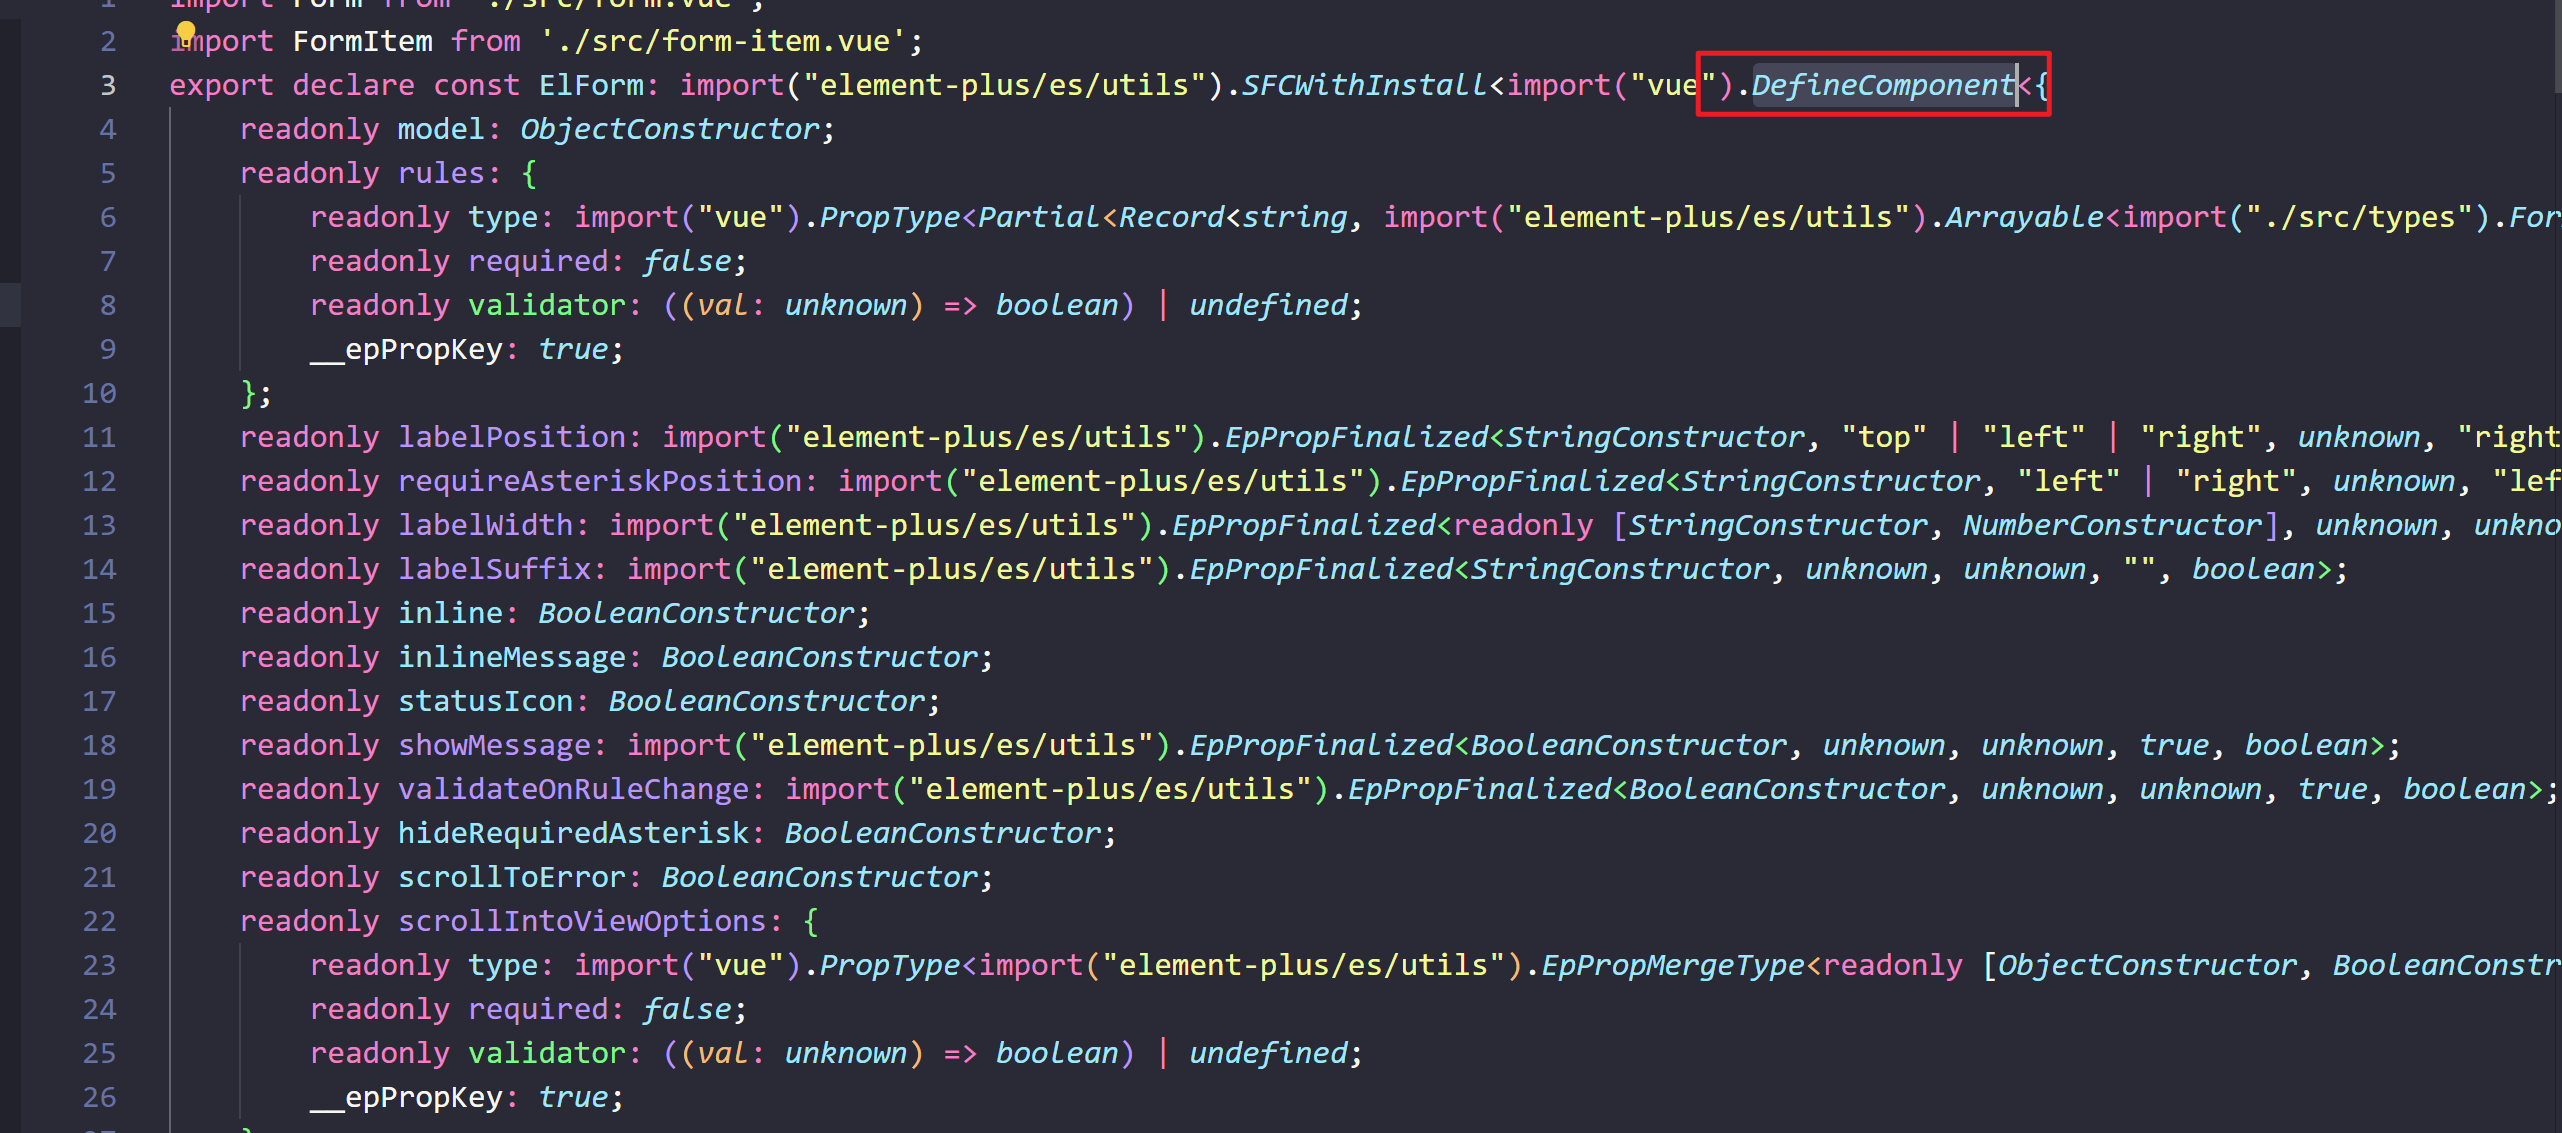 1 import Form from './src/form.vue';
2 import FormItem from './src/form-item.vue';
3 export declare const ElForm: import("element-plus/es/utils").SFCWithInstall<import("vue").DefineComponent<{
4 readonly model: ObjectConstructor;
5 readonly rules: {
6 readonly type: import("vue").PropType<Partial<Record<string, import("element-plus/es/utils").Arrayable<import("./src/types").For
7 readonly required: false;
8 readonly validator: ((val: unknown) => boolean) | undefined;
9 __epPropKey: true;
10 };
11 readonly labelPosition: import("element-plus/es/utils").EpPropFinalized<StringConstructor, "top" | "left" | "right", unknown, "right
12 readonly requireAsteriskPosition: import("element-plus/es/utils").EpPropFinalized<StringConstructor, "left" | "right", unknown, "lef
13 readonly labelWidth: import("element-plus/es/utils").EpPropFinalized<readonly [StringConstructor, NumberConstructor], unknown, unkno
14 readonly labelSuffix: import("element-plus/es/utils").EpPropFinalized<StringConstructor, unknown, unknown, "", boolean>;
15 readonly inline: BooleanConstructor;
16 readonly inlineMessage: BooleanConstructor;
17 readonly statusIcon: BooleanConstructor;
18 readonly showMessage: import("element-plus/es/utils").EpPropFinalized<BooleanConstructor, unknown, unknown, true, boolean>;
19 readonly validateOnRuleChange: import("element-plus/es/utils").EpPropFinalized<BooleanConstructor, unknown, unknown, true, boolean>;
20 readonly hideRequiredAsterisk: BooleanConstructor;
21 readonly scrollToError: BooleanConstructor;
22 readonly scrollIntoViewOptions: {
23 readonly type: import("vue").PropType<import("element-plus/es/utils").EpPropMergeType<readonly [ObjectConstructor, BooleanConstr
24 readonly required: false;
25 readonly validator: ((val: unknown) => boolean) | undefined;
26 __epPropKey: true;